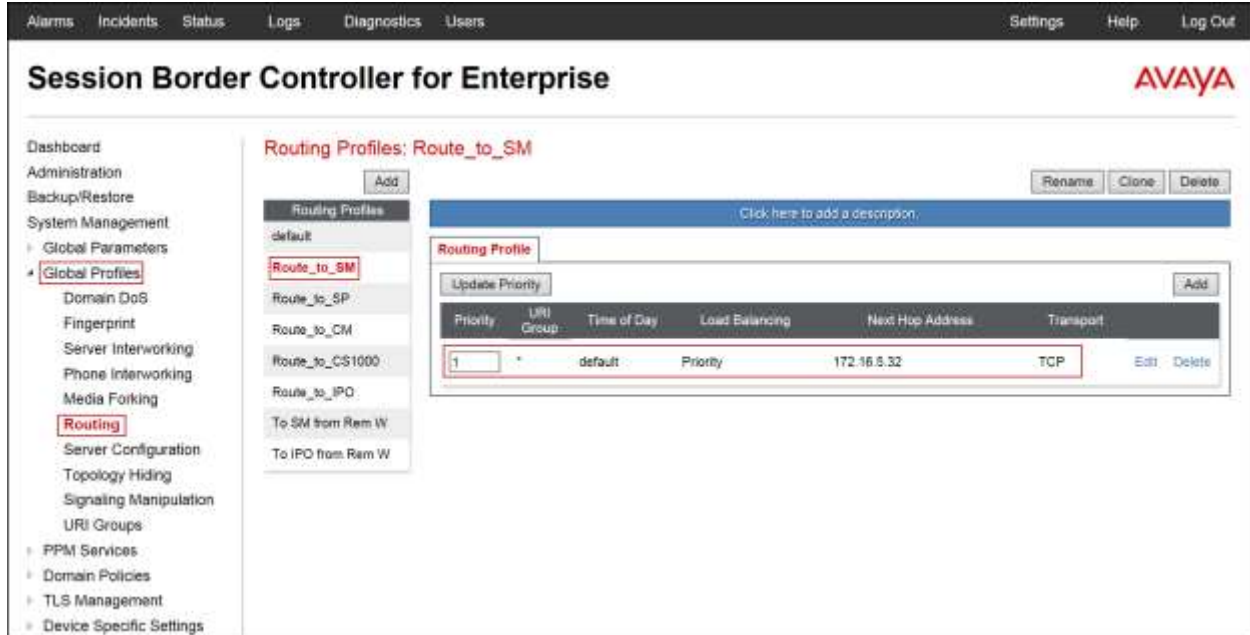 Alarms Incidents Status Logs Diagnostics Users Settings Help Log Out
Session Border Controller for Enterprise
AVAYA
Dashboard
Administration
Backup/Restore
System Management
Global Parameters
Global Profiles
Domain DoS
Fingerprint
Server Interworking
Phone Interworking
Media Forking
Routing
Server Configuration
Topology Hiding
Signaling Manipulation
URI Groups
PPM Services
Domain Policies
TLS Management
Device Specific Settings
Routing Profiles: Route_to_SM
Add
Rename Clone Delete
Routing Profiles
default
Route_to_SM
Route_to_SP
Route_to_CM
Route_to_CS1000
Route_to_IPO
To SM from Rem W
To IPO from Rem W
Click here to add a description.
Routing Profile
Update Priority Add
Priority URI Group Time of Day Load Balancing Next Hop Address Transport
1 * default Priority 172.16.5.32 TCP Edit Delete